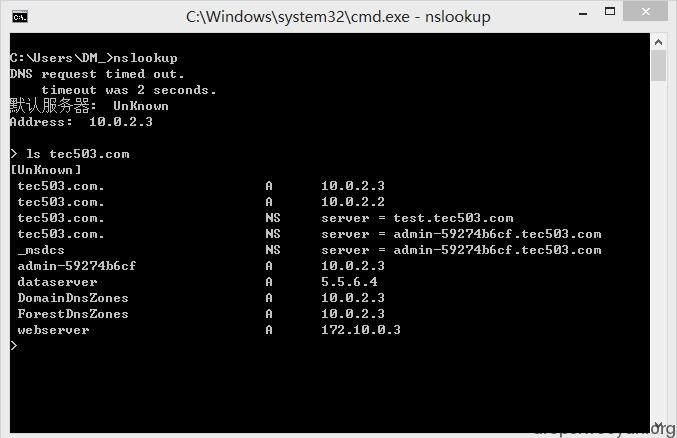 C:\Windows\system32\cmd.exe - nslookup
C:\Users\DM_>nslookup
DNS request timed out.
    timeout was 2 seconds.
默认服务器:  UnKnown
Address:  10.0.2.3
> ls tec503.com
[UnKnown]
 tec503.com.                    A      10.0.2.3
 tec503.com.                    A      10.0.2.2
 tec503.com.                    NS     server = test.tec503.com
 tec503.com.                    NS     server = admin-59274b6cf.tec503.com
 _msdcs                         NS     server = admin-59274b6cf.tec503.com
 admin-59274b6cf                A      10.0.2.3
 dataserver                     A      5.5.6.4
 DomainDnsZones                 A      10.0.2.3
 ForestDnsZones                 A      10.0.2.3
 webserver                      A      172.10.0.3
>